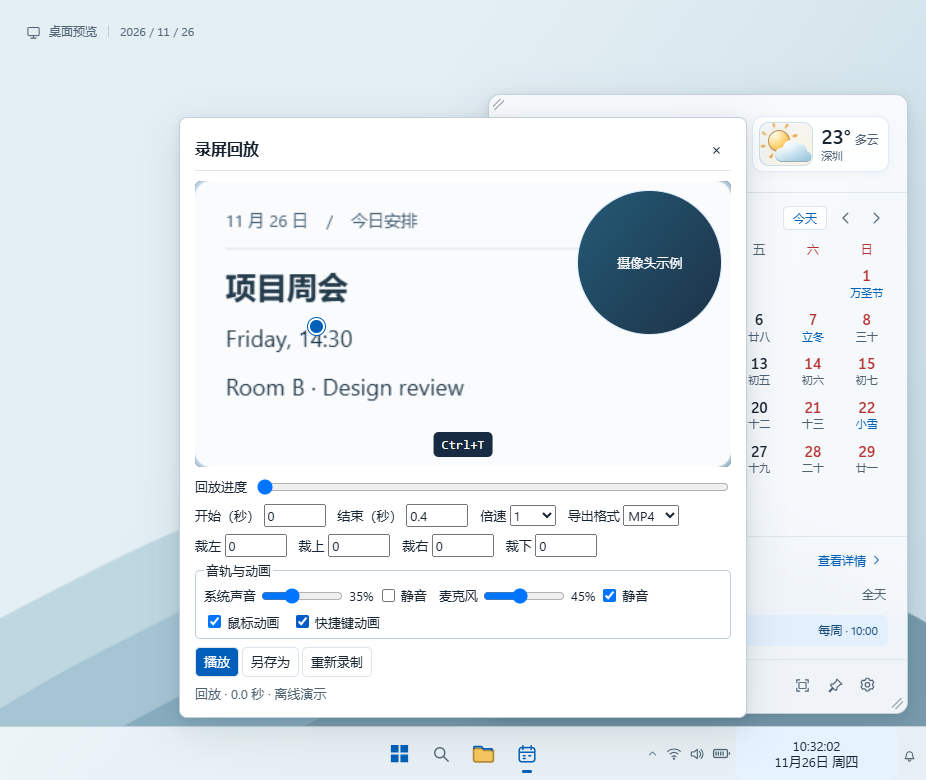 桌面预览 2026 / 11 / 26
录屏回放 ×
23° 多云
深圳
11 月 26 日 / 今日安排
摄像头示例
项目周会
Friday, 14:30
Room B · Design review
Ctrl+T
今天
五 六 日
1
万圣节
6 7 8
廿八 立冬 三十
13 14 15
初五 初六 初七
20 21 22
十二 十三 小雪
27 28 29
十九 二十 廿一
回放进度
开始（秒） 0 结束（秒） 0.4 倍速 1 导出格式 MP4
裁左 0 裁上 0 裁右 0 裁下 0
音轨与动画
系统声音 35% 静音 麦克风 45% 静音
鼠标动画 快捷键动画
播放 另存为 重新录制
回放 · 0.0 秒 · 离线演示
查看详情
全天
每周 · 10:00
10:32:02
11月26日 周四